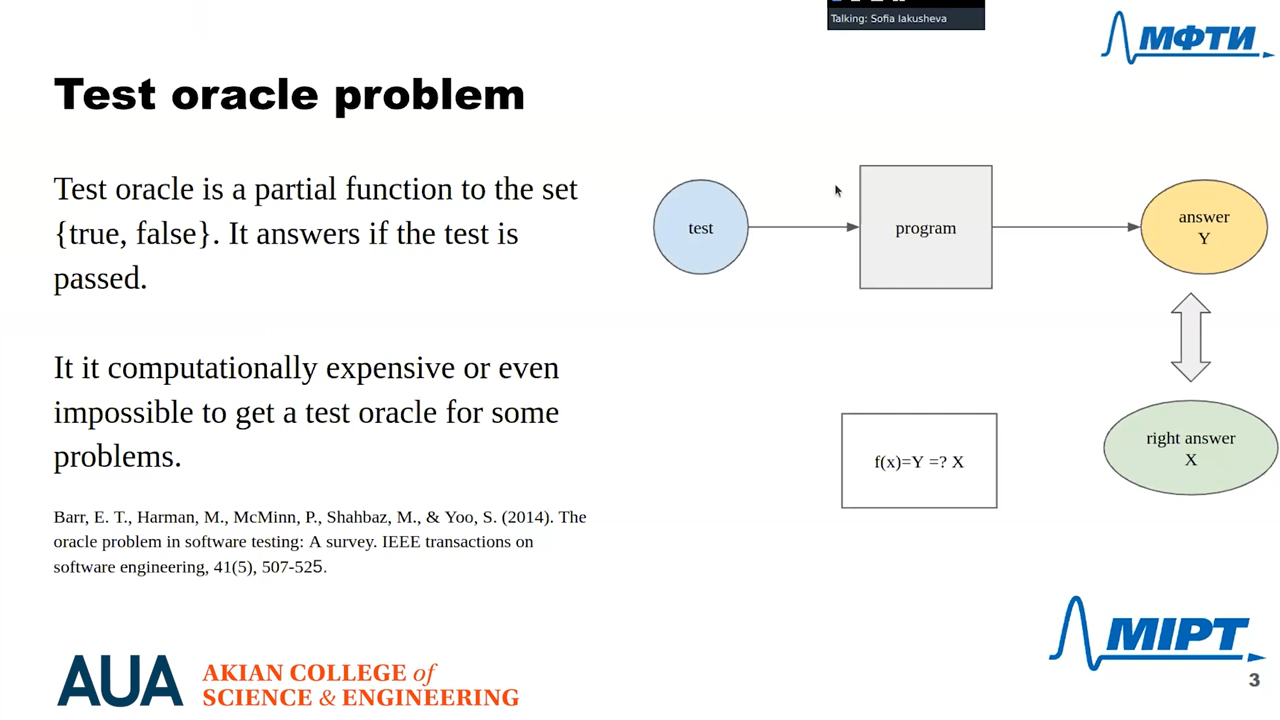 Talking: Sofia Iakusheva
МФТИ
Test oracle problem
Test oracle is a partial function to the set
{true, false}. It answers if the test is
passed.
It it computationally expensive or even
impossible to get a test oracle for some
problems.
Barr, E. T., Harman, M., McMinn, P., Shahbaz, M., & Yoo, S. (2014). The
oracle problem in software testing: A survey. IEEE transactions on
software engineering, 41(5), 507-525.
test
program
answer
Y
right answer
X
f(x)=Y =? X
AUA
AKIAN COLLEGE of
SCIENCE & ENGINEERING
MIPT
3